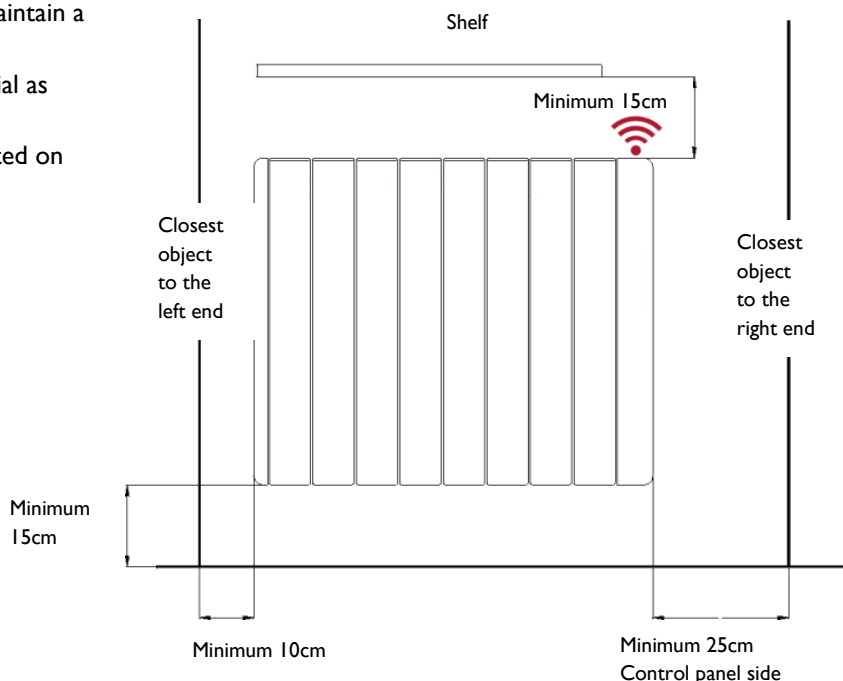 aintain a
ial as
ted on
Shelf
Minimum 15cm
Closest
object
to the
left end
Closest
object
to the
right end
Minimum
15cm
Minimum 10cm
Minimum 25cm
Control panel side